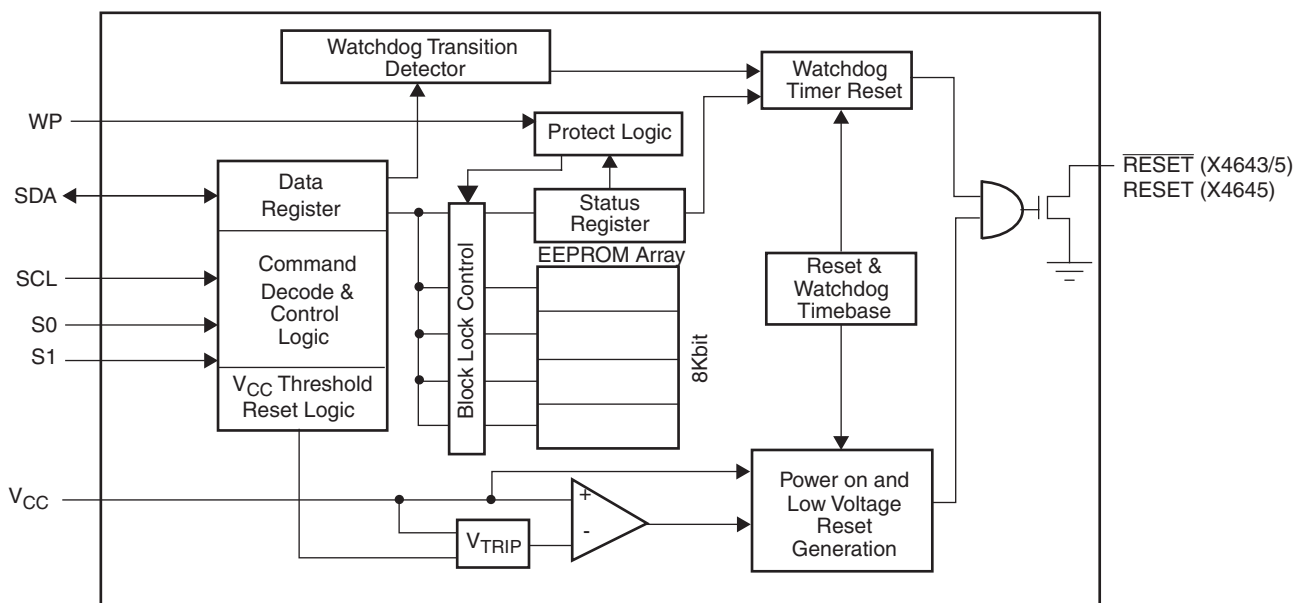 Watchdog Transition
Detector
Watchdog
Timer Reset
WP
Protect Logic
RESET (X4643/5)
RESET (X4645)
SDA
Data
Register
Status
Register
EEPROM Array
Block Lock Control
SCL
Command
Decode &
Control
Logic
S0
S1
8Kbit
Reset &
Watchdog
Timebase
VCC Threshold
Reset Logic
VCC
+
-
VTRIP
Power on and
Low Voltage
Reset
Generation